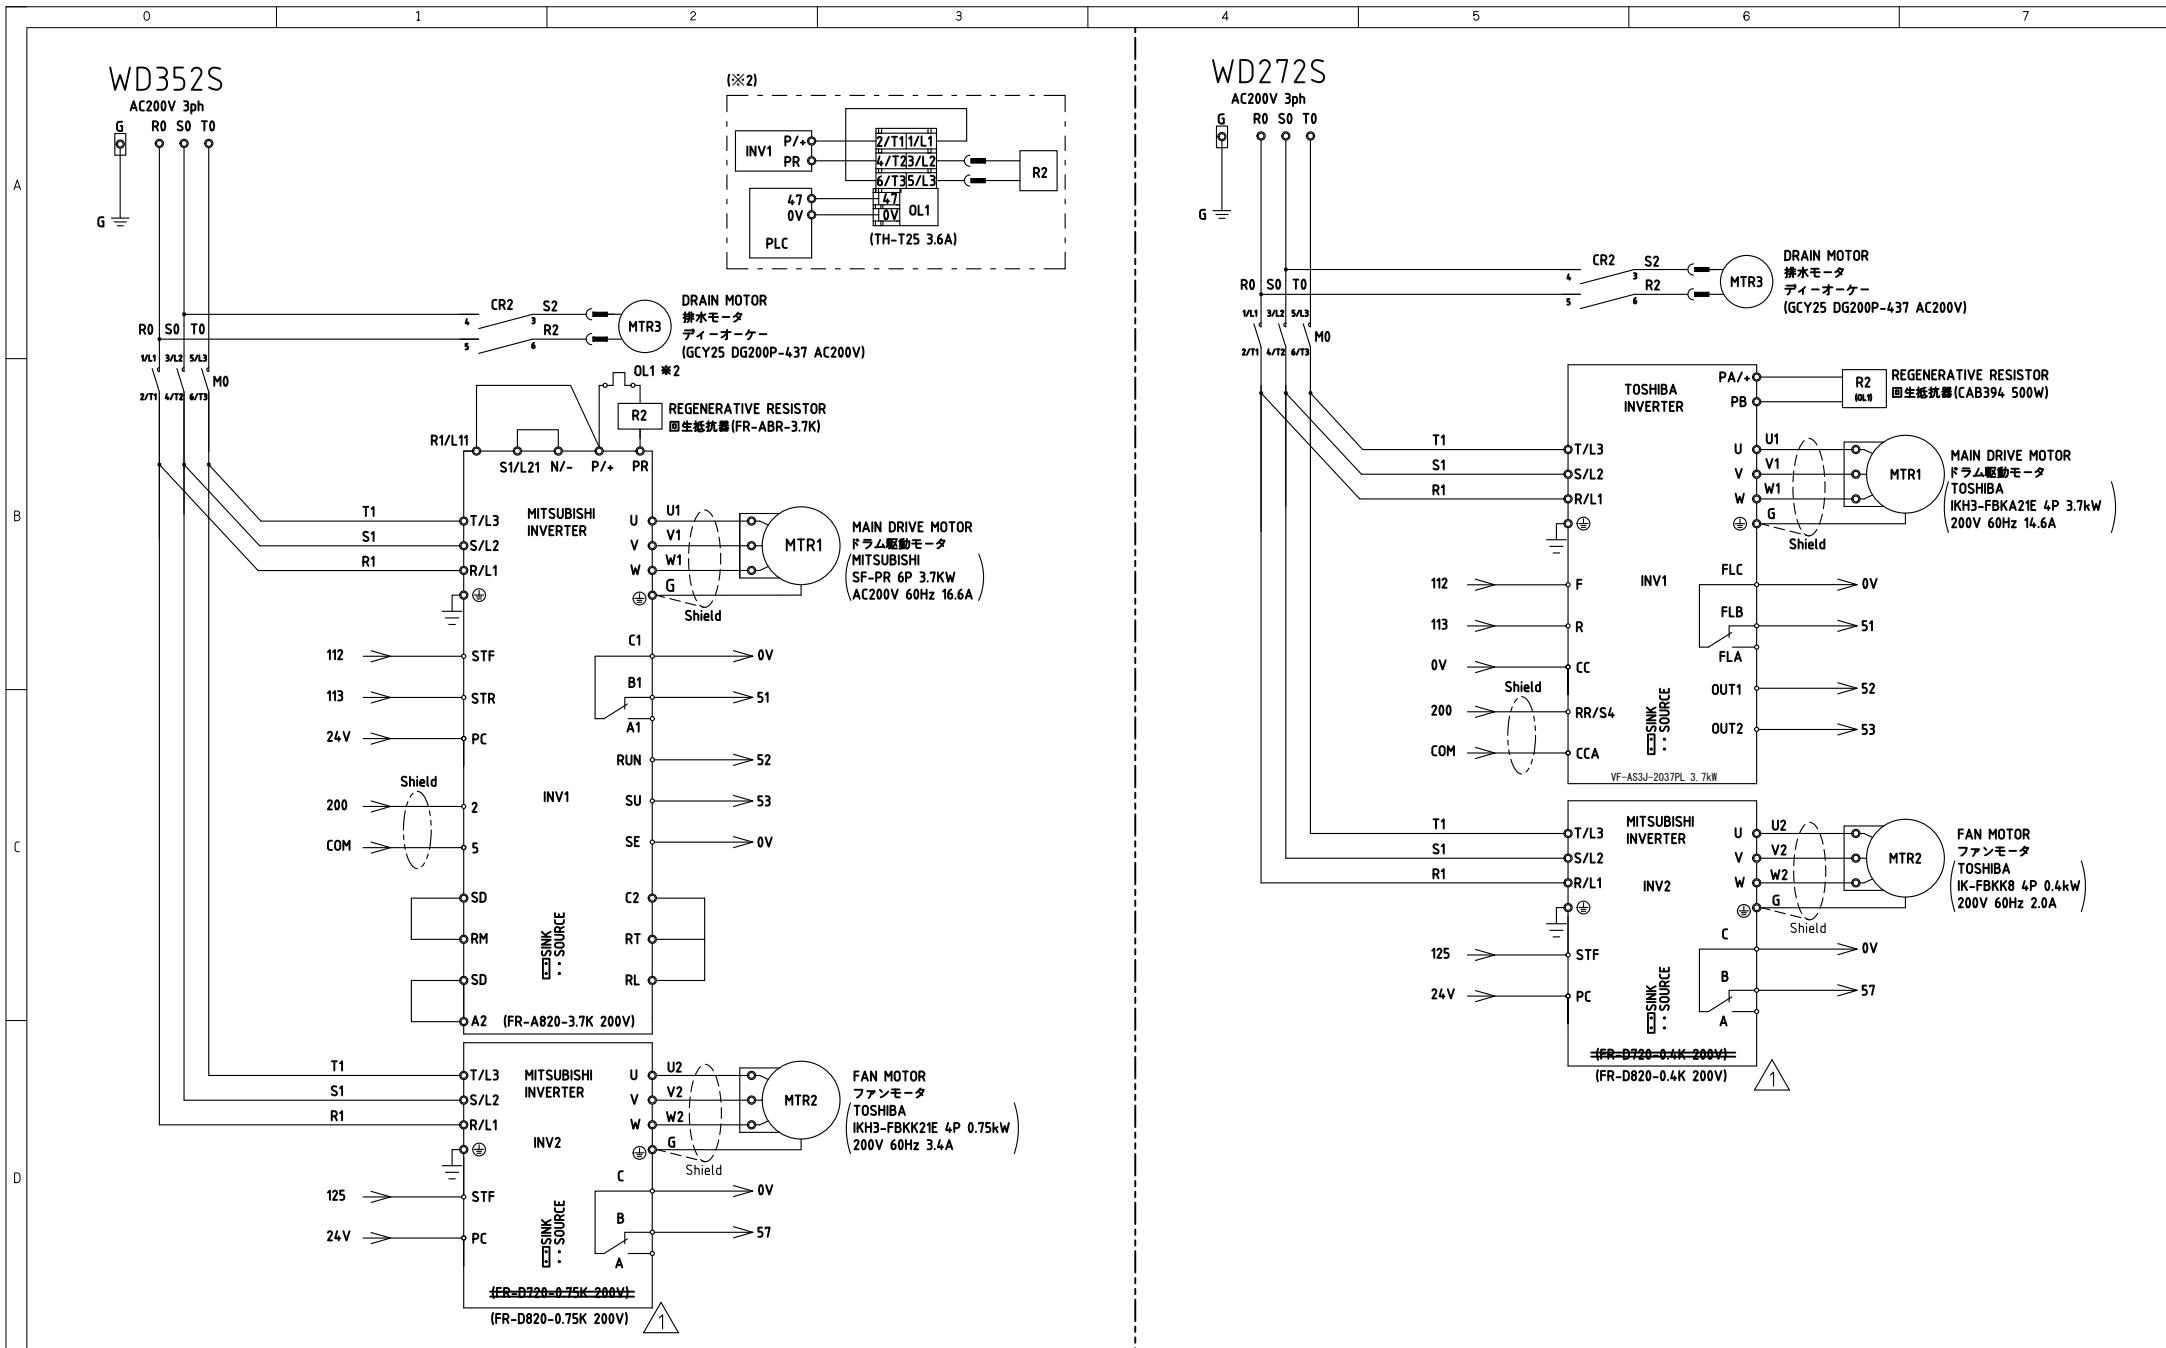 0 1 2 3 4 5 6 7
A
B
C
D
WD352S
AC200V 3ph
G R0 S0 T0
G
(※2)
INV1 P/+ 2/T1 1/L1
PR 4/T2 3/L2
6/T3 5/L3
R2
47 47
0V 0V OL1
PLC
(TH-T25 3.6A)
CR2 S2
4 3
R2
5 6
MTR3
DRAIN MOTOR
排水モータ
ディーオーケー
(GCY25 DG200P-437 AC200V)
R0 S0 T0
1/L1 3/L2 5/L3
M0
2/T1 4/T2 6/T3
OL1 ※2
R2
REGENERATIVE RESISTOR
回生抵抗器(FR-ABR-3.7K)
R1/L11
S1/L21 N/- P/+ PR
MITSUBISHI
INVERTER
T1 T/L3
S1 S/L2
R1 R/L1
U U1
V V1
W W1
G
Shield
MTR1
MAIN DRIVE MOTOR
ドラム駆動モータ
MITSUBISHI
SF-PR 6P 3.7KW
AC200V 60Hz 16.6A
112 STF
113 STR
24V PC
Shield
200 2
COM 5
SD
RM
SD
A2
INV1
C1 0V
B1 51
A1
RUN 52
SU 53
SE 0V
C2
RT
RL
SINK
SOURCE
(FR-A820-3.7K 200V)
T1 T/L3
S1 S/L2
R1 R/L1
MITSUBISHI
INVERTER
INV2
U U2
V V2
W W2
G
Shield
MTR2
FAN MOTOR
ファンモータ
TOSHIBA
IKH3-FBKK21E 4P 0.75kW
200V 60Hz 3.4A
125 STF
24V PC
C 0V
B 57
A
SINK
SOURCE
(FR-D720-0.75K 200V)
(FR-D820-0.75K 200V)
1
WD272S
AC200V 3ph
G R0 S0 T0
G
CR2 S2
4 3
R2
5 6
MTR3
DRAIN MOTOR
排水モータ
ディーオーケー
(GCY25 DG200P-437 AC200V)
R0 S0 T0
1/L1 3/L2 5/L3
M0
2/T1 4/T2 6/T3
TOSHIBA
INVERTER
PA/+
PB
R2
(OL1)
REGENERATIVE RESISTOR
回生抵抗器(CAB394 500W)
T1 T/L3
S1 S/L2
R1 R/L1
U U1
V V1
W W1
G
Shield
MTR1
MAIN DRIVE MOTOR
ドラム駆動モータ
TOSHIBA
IKH3-FBKA21E 4P 3.7kW
200V 60Hz 14.6A
INV1
112 F
113 R
0V CC
Shield
200 RR/S4
COM CCA
FLC 0V
FLB 51
FLA
OUT1 52
OUT2 53
SINK
SOURCE
VF-AS3J-2037PL 3.7kW
MITSUBISHI
INVERTER
INV2
T1 T/L3
S1 S/L2
R1 R/L1
U U2
V V2
W W2
G
Shield
MTR2
FAN MOTOR
ファンモータ
TOSHIBA
IK-FBKK8 4P 0.4kW
200V 60Hz 2.0A
125 STF
24V PC
C 0V
B 57
A
SINK
SOURCE
(FR-D720-0.4K 200V)
(FR-D820-0.4K 200V)
1